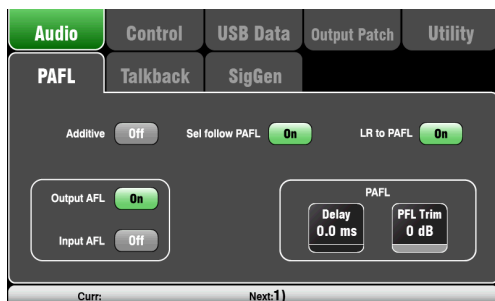 Audio Control USB Data Output Patch Utility
PAFL Talkback SigGen
Additive Off Sel follow PAFL On LR to PAFL On
Output AFL On
Input AFL Off
PAFL
Delay
0.0 ms
PFL Trim
0 dB
Curr: Next:1)